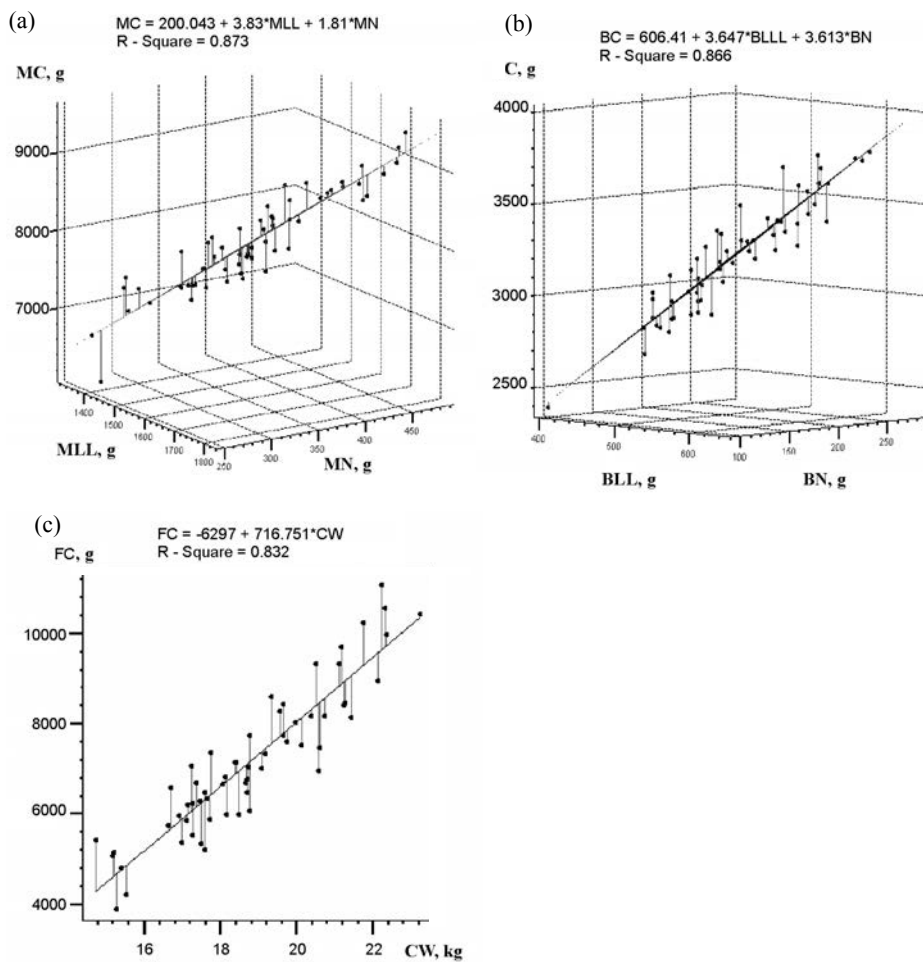 (a)
MC = 200.043 + 3.83*MLL + 1.81*MN
R - Square = 0.873
MC, g
9000
8000
7000
1400
1500
1600
1700
1800
MLL, g
250
300
350
400
450
MN, g
(b)
BC = 606.41 + 3.647*BLLL + 3.613*BN
R - Square = 0.866
C, g
4000
3500
3000
2500
400
500
600
BLL, g
100
150
200
250
BN, g
(c)
FC = -6297 + 716.751*CW
R - Square = 0.832
FC, g
10000
8000
6000
4000
16
18
20
22
CW, kg